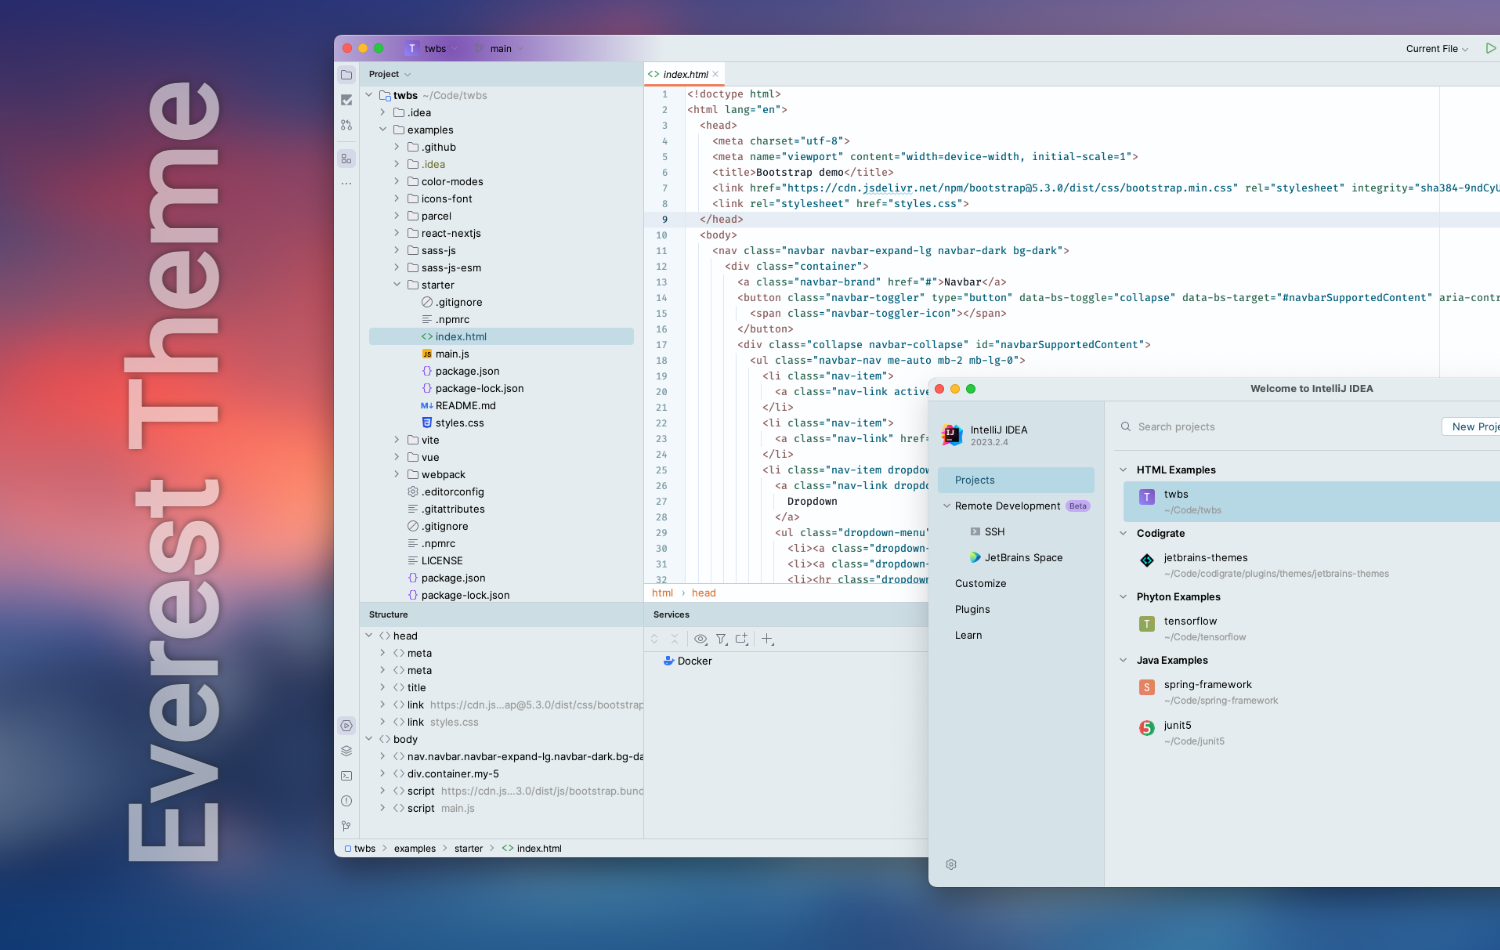 Everest Theme
twbs
main
Current File
Project
twbs ~/Code/twbs
.idea
examples
.github
.idea
color-modes
icons-font
parcel
react-nextjs
sass-js
sass-js-esm
starter
.gitignore
.npmrc
index.html
JS main.js
package.json
package-lock.json
M↓ README.md
styles.css
vite
vue
webpack
.editorconfig
.gitattributes
.gitignore
.npmrc
LICENSE
package.json
package-lock.json
index.html
1 <!doctype html>
2 <html lang="en">
3 <head>
4 <meta charset="utf-8">
5 <meta name="viewport" content="width=device-width, initial-scale=1">
6 <title>Bootstrap demo</title>
7 <link href="https://cdn.jsdelivr.net/npm/bootstrap@5.3.0/dist/css/bootstrap.min.css" rel="stylesheet" integrity="sha384-9ndCyU
8 <link rel="stylesheet" href="styles.css">
9 </head>
10 <body>
11 <nav class="navbar navbar-expand-lg navbar-dark bg-dark">
12 <div class="container">
13 <a class="navbar-brand" href="#">Navbar</a>
14 <button class="navbar-toggler" type="button" data-bs-toggle="collapse" data-bs-target="#navbarSupportedContent" aria-contr
15 <span class="navbar-toggler-icon"></span>
16 </button>
17 <div class="collapse navbar-collapse" id="navbarSupportedContent">
18 <ul class="navbar-nav me-auto mb-2 mb-lg-0">
19 <li class="nav-item">
20 <a class="nav-link active
21 </li>
22 <li class="nav-item">
23 <a class="nav-link" href=
24 </li>
25 <li class="nav-item dropdow
26 <a class="nav-link dropdo
27 Dropdown
28 </a>
29 <ul class="dropdown-menu"
30 <li><a class="dropdown-
31 <li><a class="dropdown-
32 <li><hr class="dropdown
html > head
Structure
head
meta
meta
title
link https://cdn.js...ap@5.3.0/dist/css/bootstrap
link styles.css
body
nav.navbar.navbar-expand-lg.navbar-dark.bg-da
div.container.my-5
script https://cdn.js...3.0/dist/js/bootstrap.bund
script main.js
Services
Docker
twbs > examples > starter > index.html
Welcome to IntelliJ IDEA
IntelliJ IDEA
2023.2.4
Projects
Remote Development Beta
SSH
JetBrains Space
Customize
Plugins
Learn
Search projects
New Proje
HTML Examples
T twbs
~/Code/twbs
Codigrate
jetbrains-themes
~/Code/codigrate/plugins/themes/jetbrains-themes
Phyton Examples
T tensorflow
~/Code/tensorflow
Java Examples
S spring-framework
~/Code/spring-framework
5 junit5
~/Code/junit5